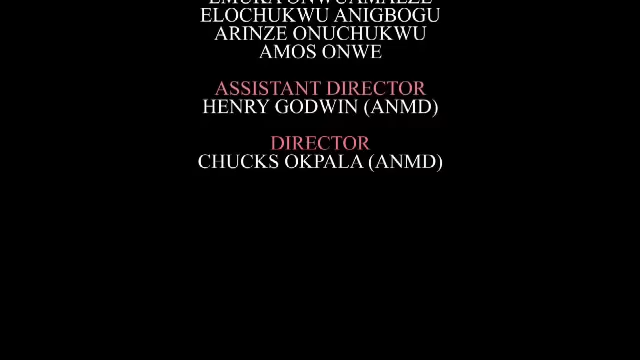 ELOCHUKWU ANIGBOGU
ARINZE ONUCHUKWU
AMOS ONWE
ASSISTANT DIRECTOR
HENRY GODWIN (ANMD)
DIRECTOR
CHUCKS OKPALA (ANMD)